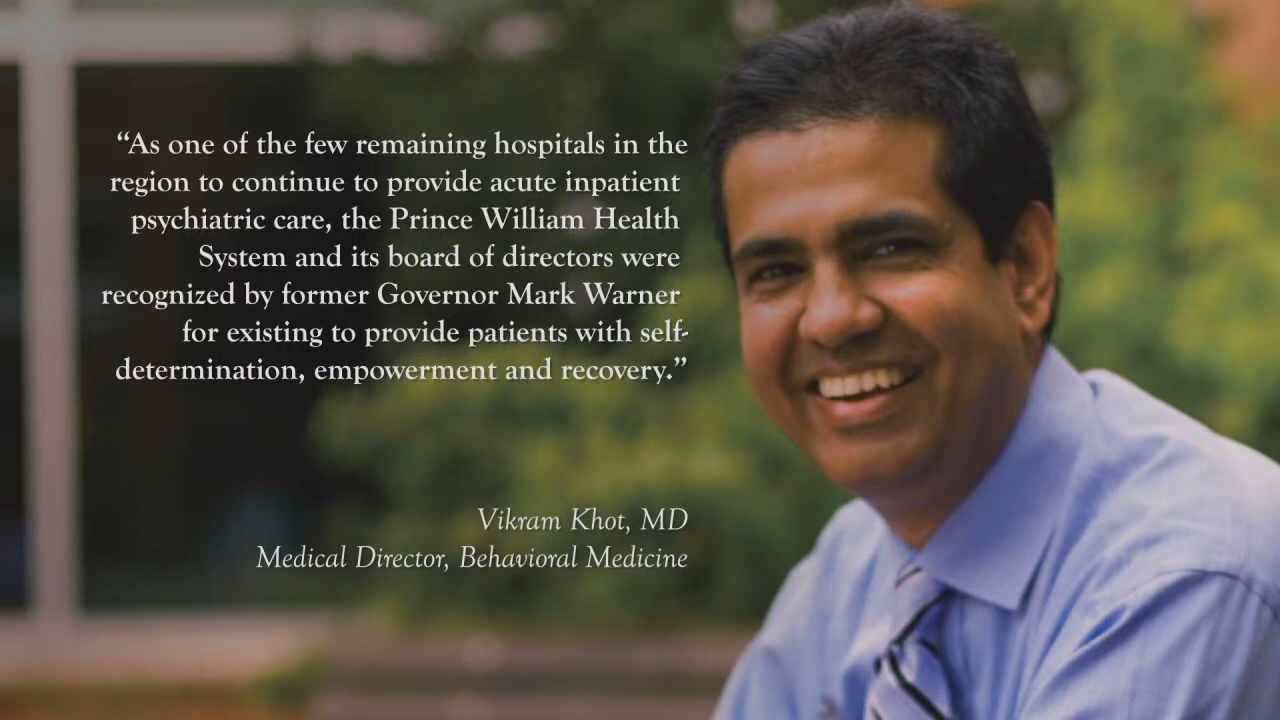 “As one of the few remaining hospitals in the
region to continue to provide acute inpatient
psychiatric care, the Prince William Health
System and its board of directors were
recognized by former Governor Mark Warner
for existing to provide patients with self-
determination, empowerment and recovery.”
Vikram Khot, MD
Medical Director, Behavioral Medicine